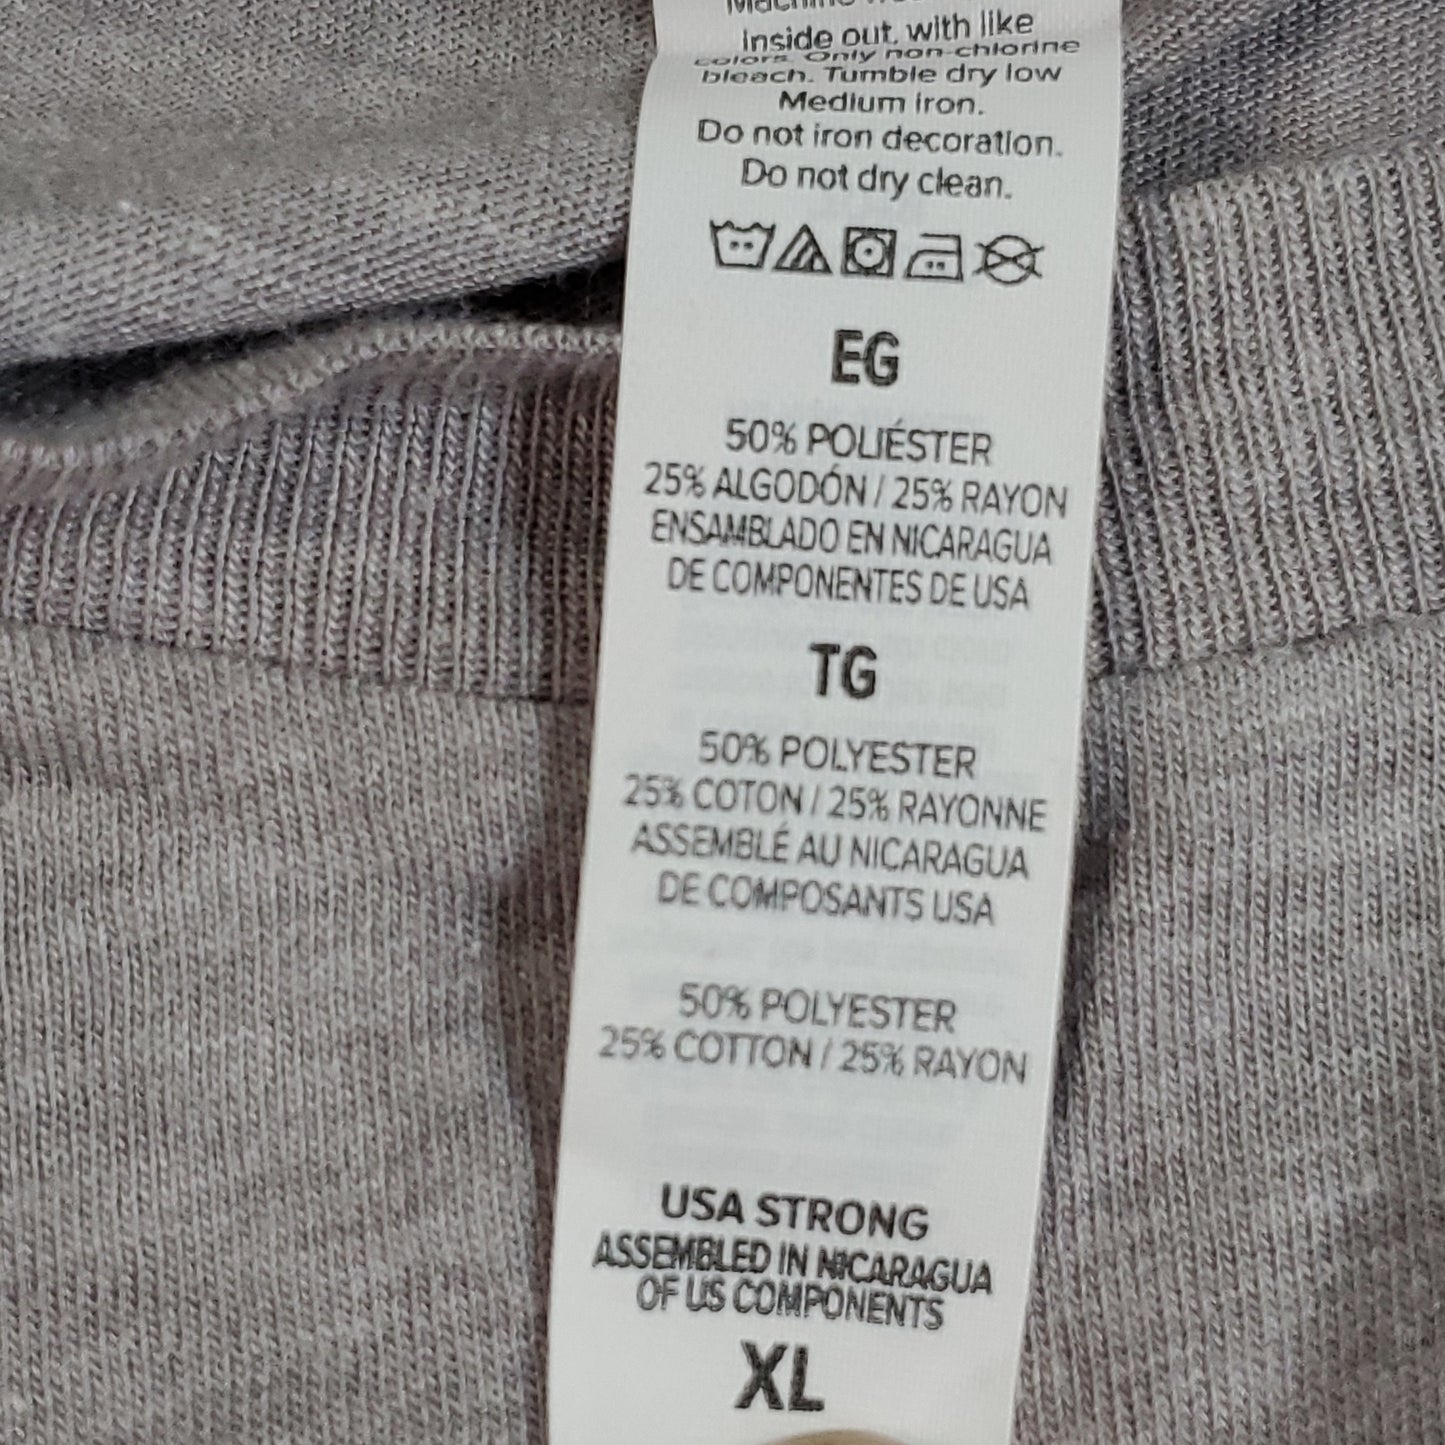 Machine
inside out, with like
colors. Only non-chlorine
bleach. Tumble dry low
Medium iron.
Do not iron decoration.
Do not dry clean.
EG
50% POLIÉSTER
25% ALGODÓN / 25% RAYON
ENSAMBLADO EN NICARAGUA
DE COMPONENTES DE USA
TG
50% POLYESTER
25% COTON / 25% RAYONNE
ASSEMBLÉ AU NICARAGUA
DE COMPOSANTS USA
50% POLYESTER
25% COTTON / 25% RAYON
USA STRONG
ASSEMBLED IN NICARAGUA
OF US COMPONENTS
XL